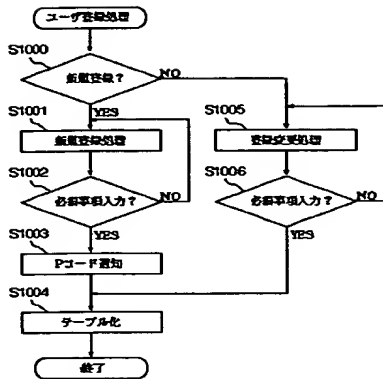 ユーザ登録処理
S1000
新規登録?
NO
YES
S1001
新規登録処理
S1002
必須事項入力?
NO
YES
S1003
Pコード通知
S1004
テーブル化
終了
S1005
登録変更処理
S1006
必須事項入力?
NO
YES